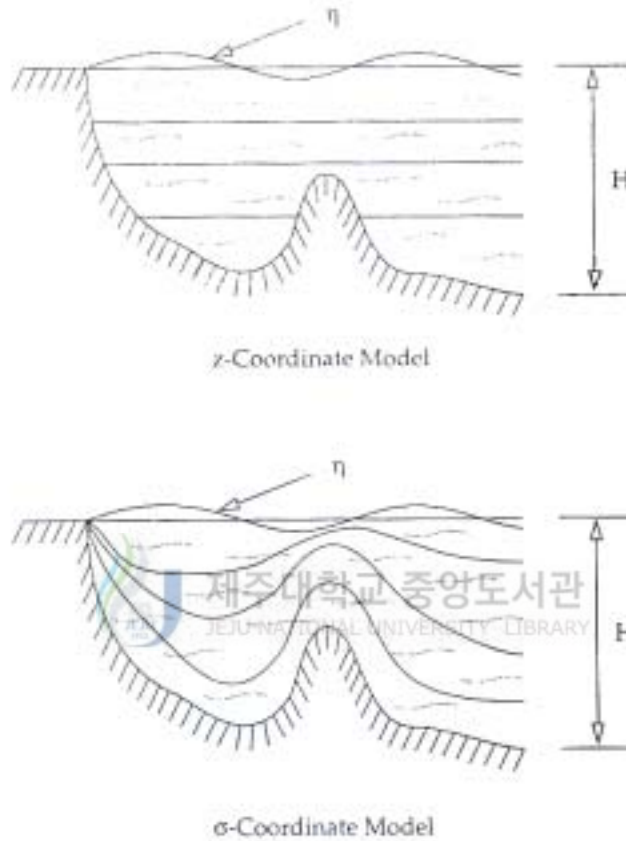 η
H
z-Coordinate Model
η
제주대학교 중앙도서관
JEJU NATIONAL UNIVERSITY LIBRARY
H
σ-Coordinate Model